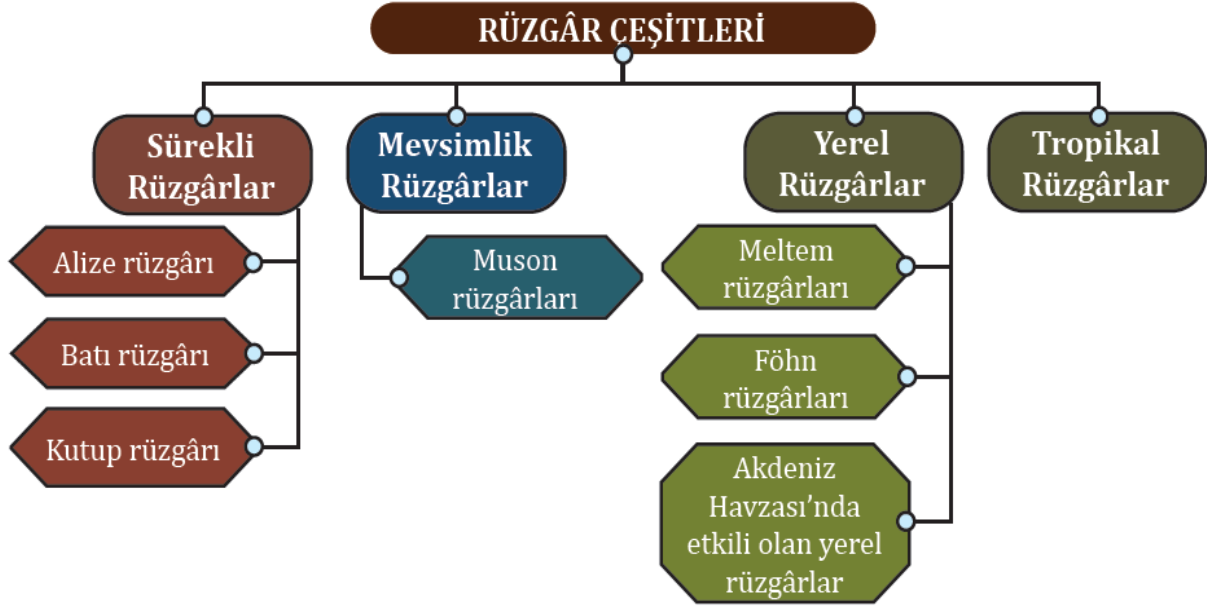 RÜZGÂR ÇEŞİTLERİ
Sürekli
Rüzgârlar
Alize rüzgârı
Batı rüzgârı
Kutup rüzgârı
Mevsimlik
Rüzgârlar
Muson
rüzgârları
Yerel
Rüzgârlar
Meltem
rüzgârları
Föhn
rüzgârları
Akdeniz
Havzası’nda
etkili olan yerel
rüzgârlar
Tropikal
Rüzgârlar